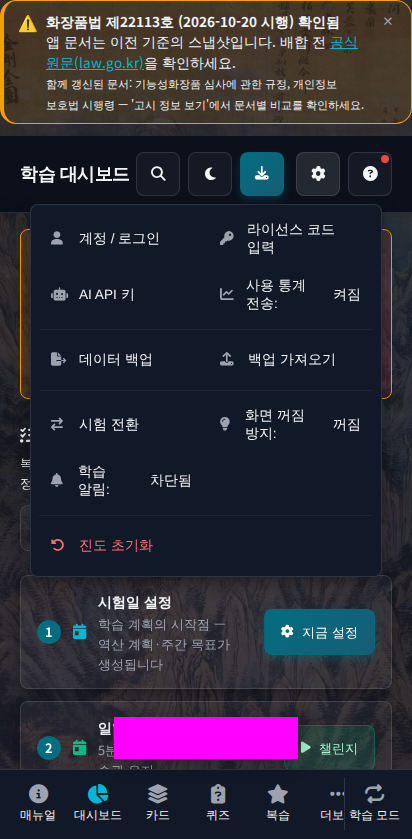 화장품법 제22113호 (2026-10-20 시행) 확인됨
앱 문서는 이전 기준의 스냅샷입니다. 배합 전 공식
원문(law.go.kr)을 확인하세요.
함께 갱신된 문서: 기능성화장품 심사에 관한 규정, 개인정보
보호법 시행령 — '고시 정보 보기'에서 문서별 비교를 확인하세요.
학습 대시보드
계정 / 로그인
라이선스 코드
입력
AI API 키
사용 통계
전송:
켜짐
데이터 백업
백업 가져오기
시험 전환
화면 꺼짐
방지:
꺼짐
학습
알림:
차단됨
진도 초기화
1
시험일 설정
학습 계획의 시작점 —
역산 계획·주간 목표가
생성됩니다
지금 설정
2
챌린지
매뉴얼
대시보드
카드
퀴즈
복습
더보
학습 모드